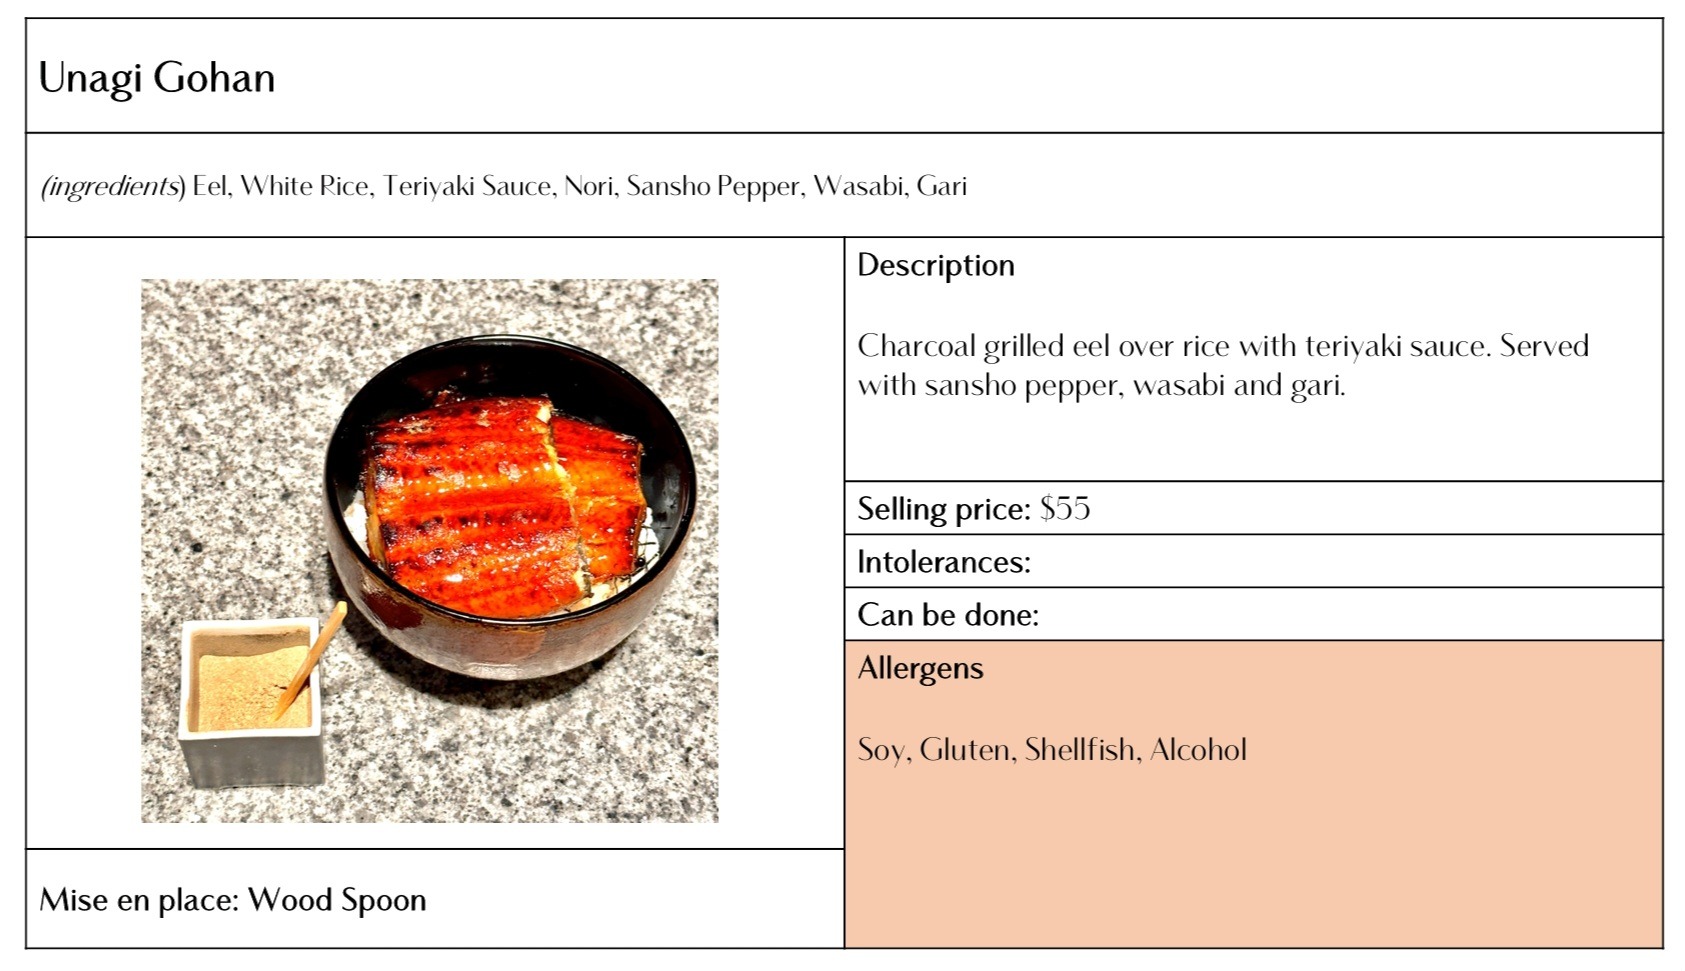 Unagi Gohan
(ingredients) Eel, White Rice, Teriyaki Sauce, Nori, Sansho Pepper, Wasabi, Gari
Description
Charcoal grilled eel over rice with teriyaki sauce. Served
with sansho pepper, wasabi and gari.
Selling price: $55
Intolerances:
Can be done:
Allergens
Soy, Gluten, Shellfish, Alcohol
Mise en place: Wood Spoon